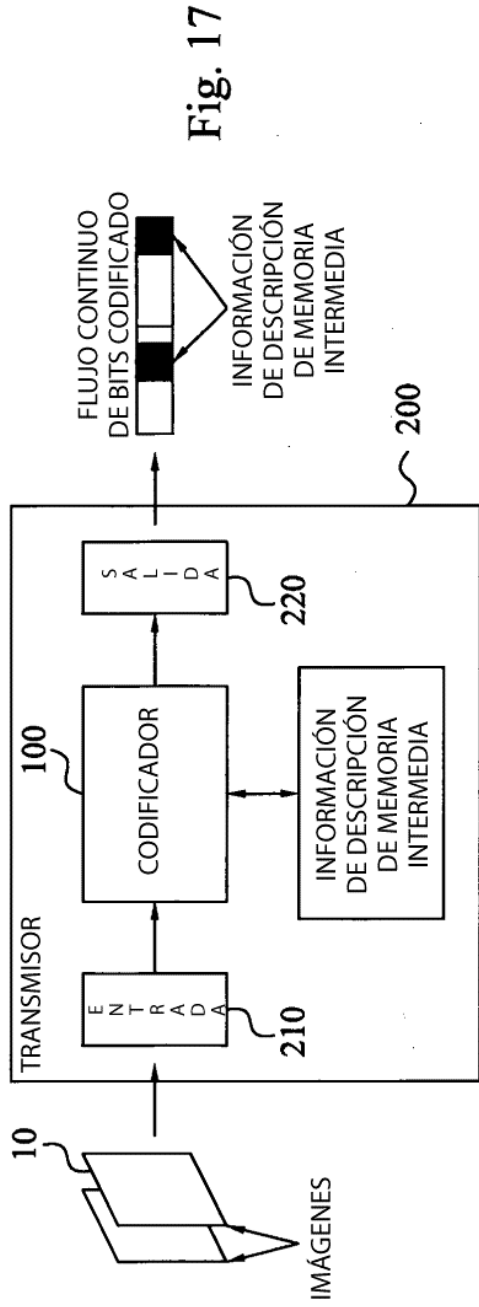 TRANSMISOR
10
IMÁGENES
ENTRADA
210
100
CODIFICADOR
SALIDA
220
INFORMACIÓN
DE DESCRIPCIÓN
DE MEMORIA
INTERMEDIA
200
FLUJO CONTINUO
DE BITS CODIFICADO
INFORMACIÓN
DE DESCRIPCIÓN
DE MEMORIA
INTERMEDIA
Fig. 17